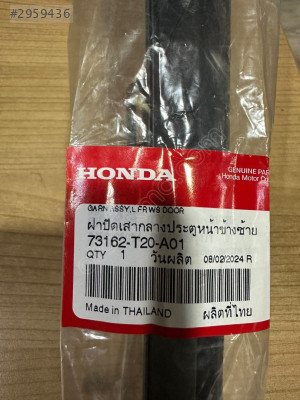 #2959436
HONDA
GENUINE PARTS
Honda Motor Co
GARN ASSY,L FR WS DOOR
ฝาปิดเสากลางประตูหน้าข้างซ้าย
73162-T20-A01
QTY 1 วันผลิต 08/02/2024 R
Made in THAILAND ผลิตที่ไทย